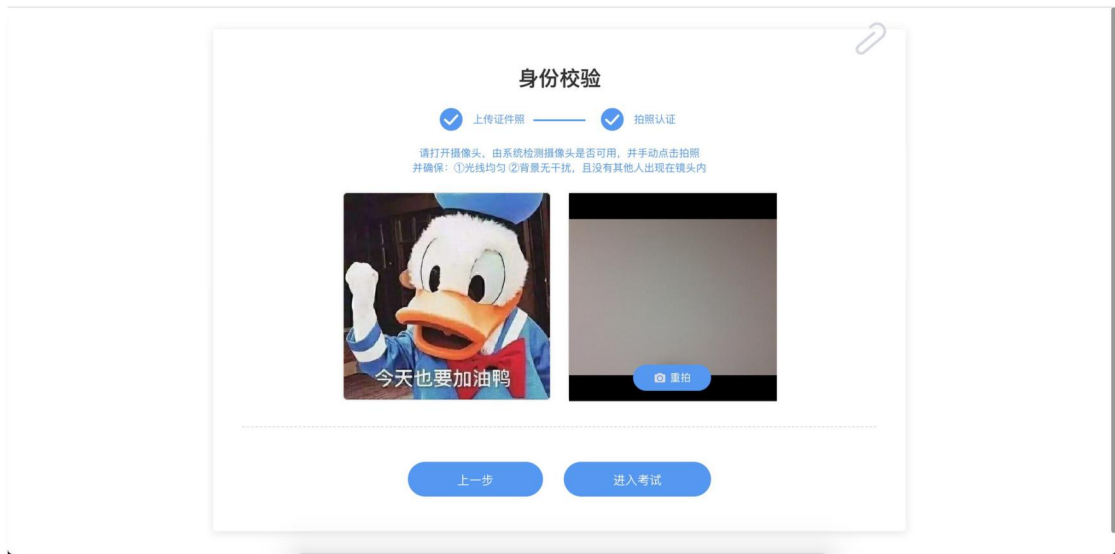 身份校验
上传证件照
拍照认证
请打开摄像头，由系统检测摄像头是否可用，并手动点击拍照
并确保：①光线均匀 ②背景无干扰，且没有其他人出现在镜头内
今天也要加油鸭
重拍
上一步
进入考试